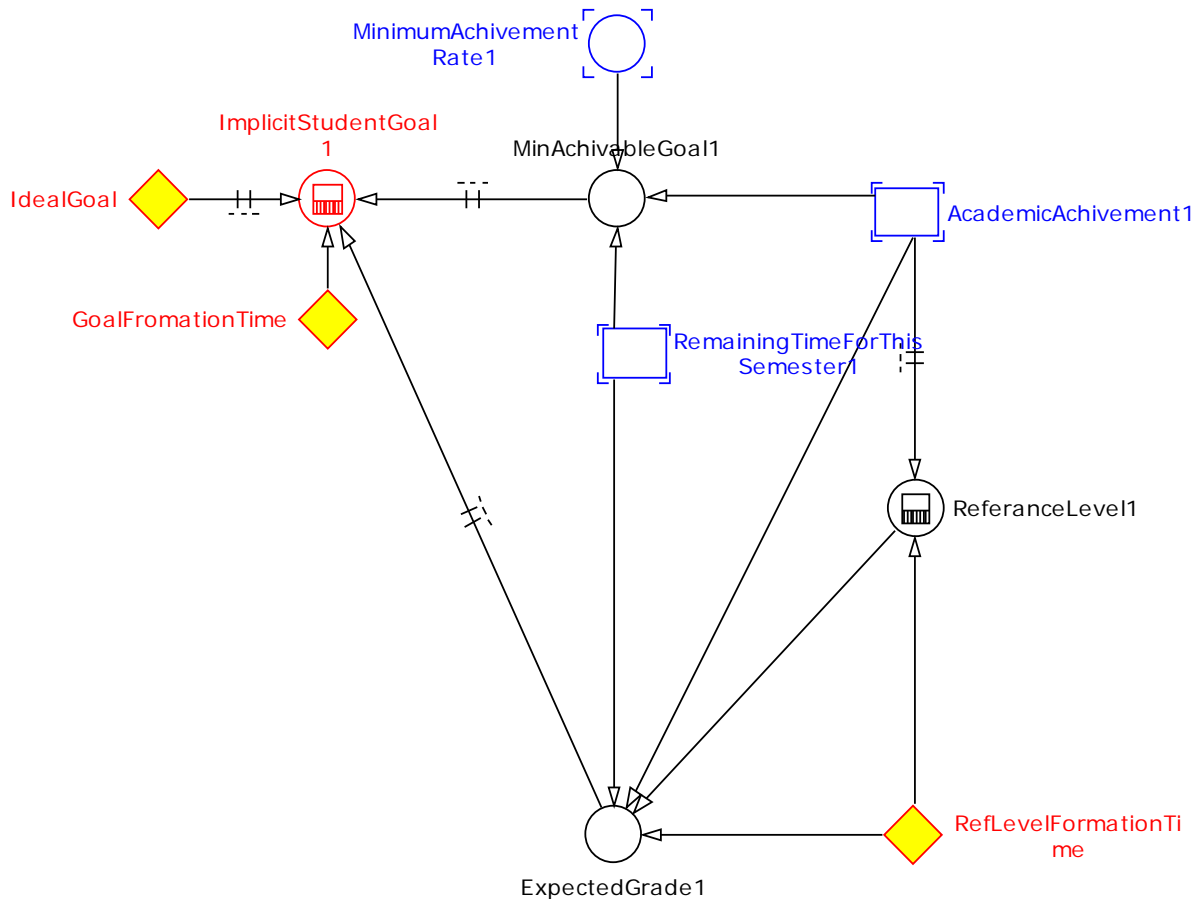 MinimumAchivement
Rate1
ImplicitStudentGoal
1
MinAchivableGoal1
IdealGoal
AcademicAchivement1
GoalFromationTime
RemainingTimeForThis
Semester1
ReferanceLevel1
RefLevelFormationTi
me
ExpectedGrade1